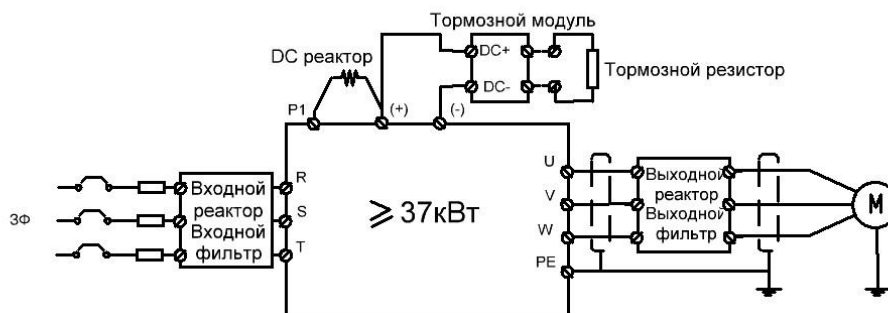 Тормозной модуль
DC реактор
DC+
DC-
Тормозной резистор
P1
(+)
(-)
3Ф
R
S
T
Входной
реактор
Входной
фильтр
≥ 37кВт
U
V
W
PE
Выходной
реактор
Выходной
фильтр
M